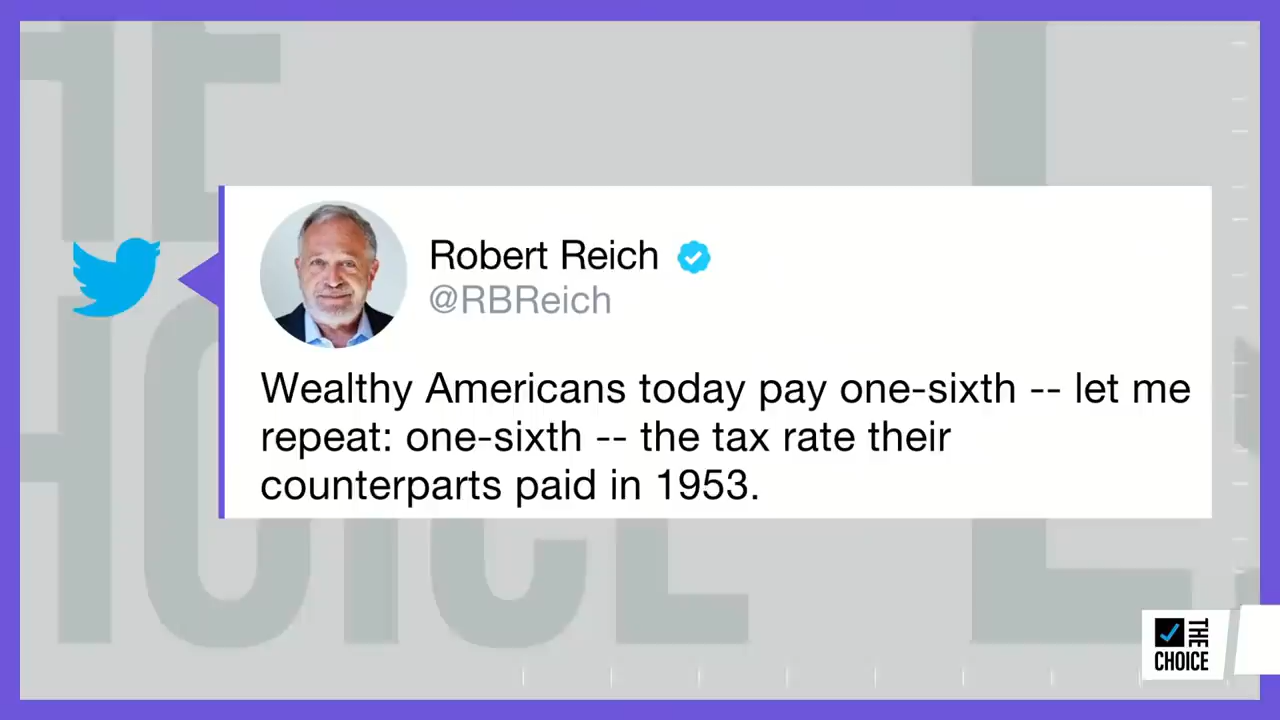 Robert Reich
@RBReich
Wealthy Americans today pay one-sixth -- let me
repeat: one-sixth -- the tax rate their
counterparts paid in 1953.
THE
CHOICE